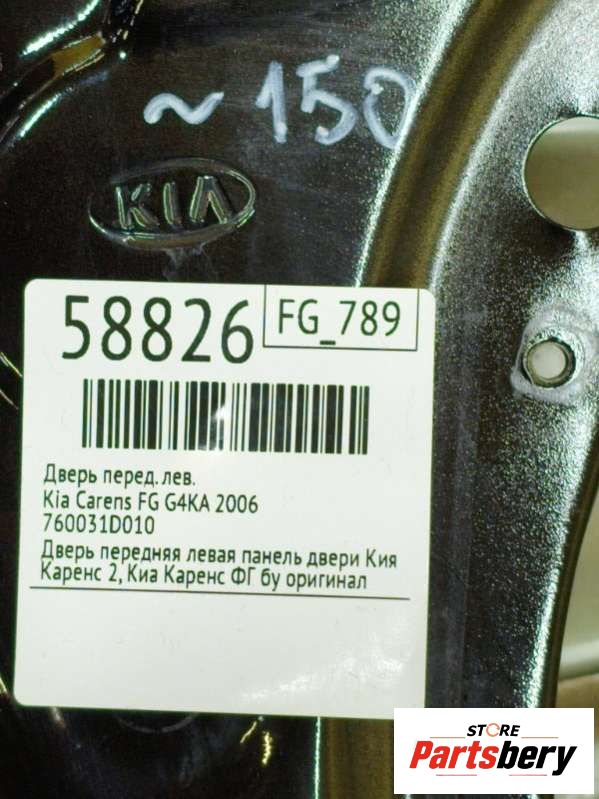 ~150
KIA
58826
FG_789
Дверь перед. лев.
Kia Carens FG G4KA 2006
760031D010
Дверь передняя левая панель двери Кия
Каренс 2, Киа Каренс ФГ бу оригинал
STORE
Partsbery